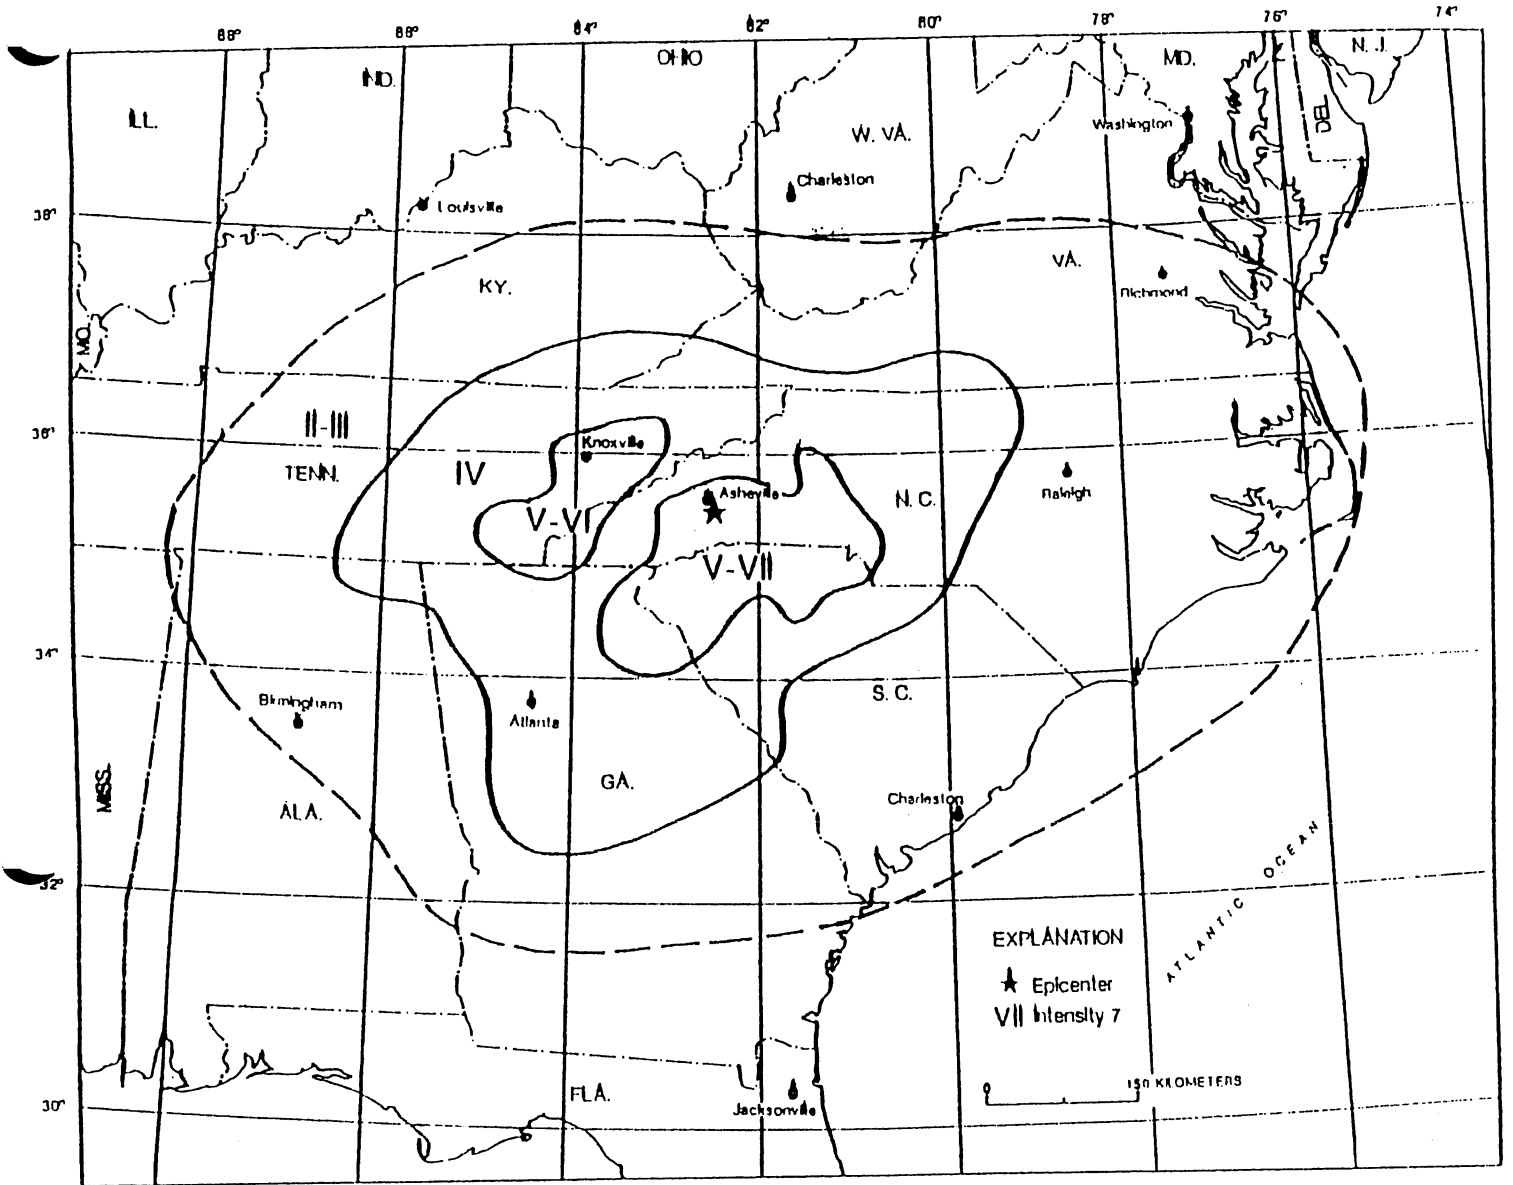 88° 86° 84° 82° 80° 78° 76° 74°
OHIO MD. N. J.
IND.
ILL. DEL
Washington
W. VA.
Charleston
Louisville
38°
VA.
KY.
Richmond
MO.
II-III
36°
Knoxville
TENN. IV
Asheville N. C. Raleigh
V-VI
V-VII
34°
S. C.
Birmingham
Atlanta
MISS. GA.
Charleston
ALA.
ATLANTIC OCEAN
32°
EXPLANATION
Epicenter
VII Intensity 7
150 KILOMETERS
FLA.
30°
Jacksonville